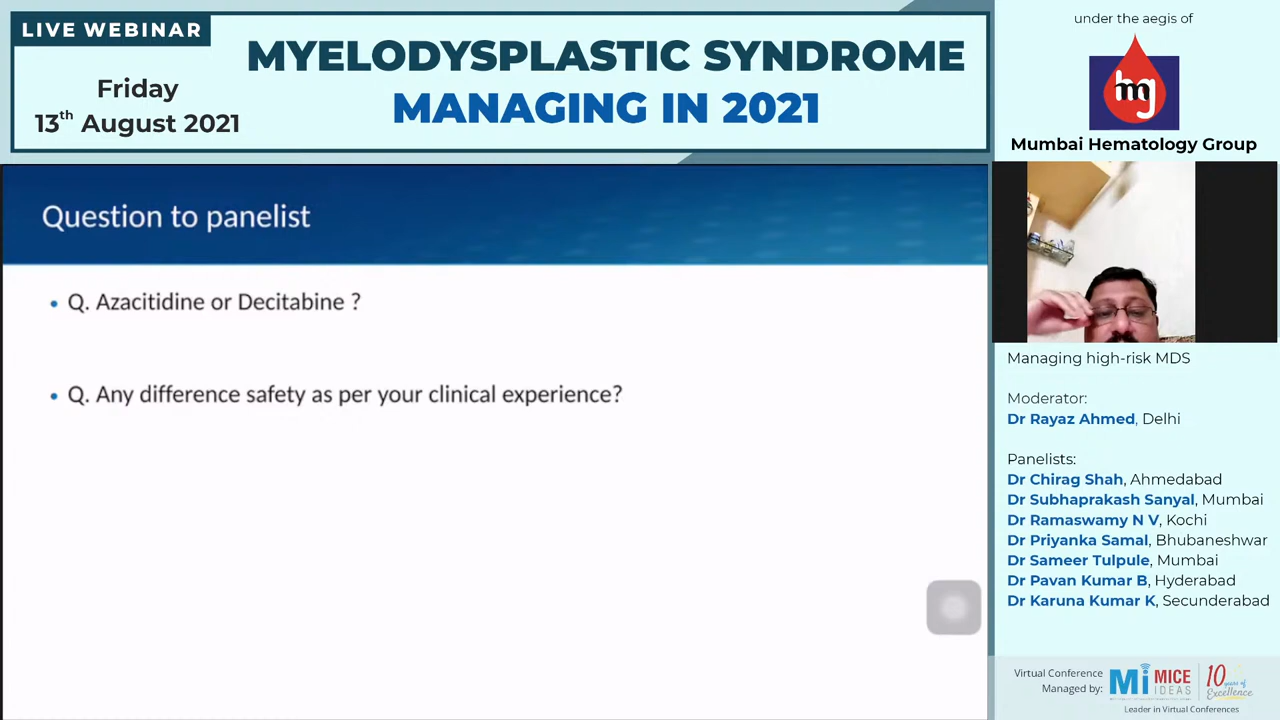 LIVE WEBINAR
Friday
13th August 2021
MYELODYSPLASTIC SYNDROME
MANAGING IN 2021
under the aegis of
hmg
Mumbai Hematology Group
Question to panelist
• Q. Azacitidine or Decitabine ?
• Q. Any difference safety as per your clinical experience?
Managing high-risk MDS
Moderator:
Dr Rayaz Ahmed, Delhi
Panelists:
Dr Chirag Shah, Ahmedabad
Dr Subhaprakash Sanyal, Mumbai
Dr Ramaswamy N V, Kochi
Dr Priyanka Samal, Bhubaneshwar
Dr Sameer Tulpule, Mumbai
Dr Pavan Kumar B, Hyderabad
Dr Karuna Kumar K, Secunderabad
Virtual Conference
Managed by:
Mi MICE IDEAS
10 years of Excellence
Leader in Virtual Conferences